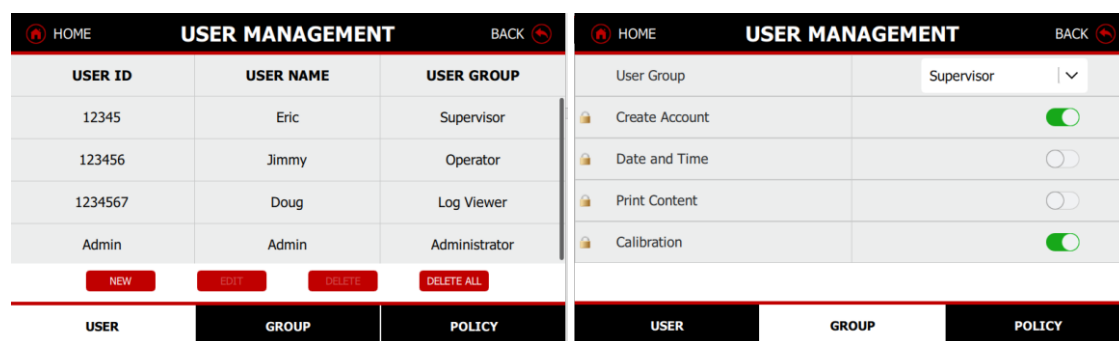 HOME USER MANAGEMENT BACK
USER ID USER NAME USER GROUP
12345 Eric Supervisor
123456 Jimmy Operator
1234567 Doug Log Viewer
Admin Admin Administrator
NEW EDIT DELETE DELETE ALL
USER GROUP POLICY
HOME USER MANAGEMENT BACK
User Group Supervisor
Create Account
Date and Time
Print Content
Calibration
USER GROUP POLICY